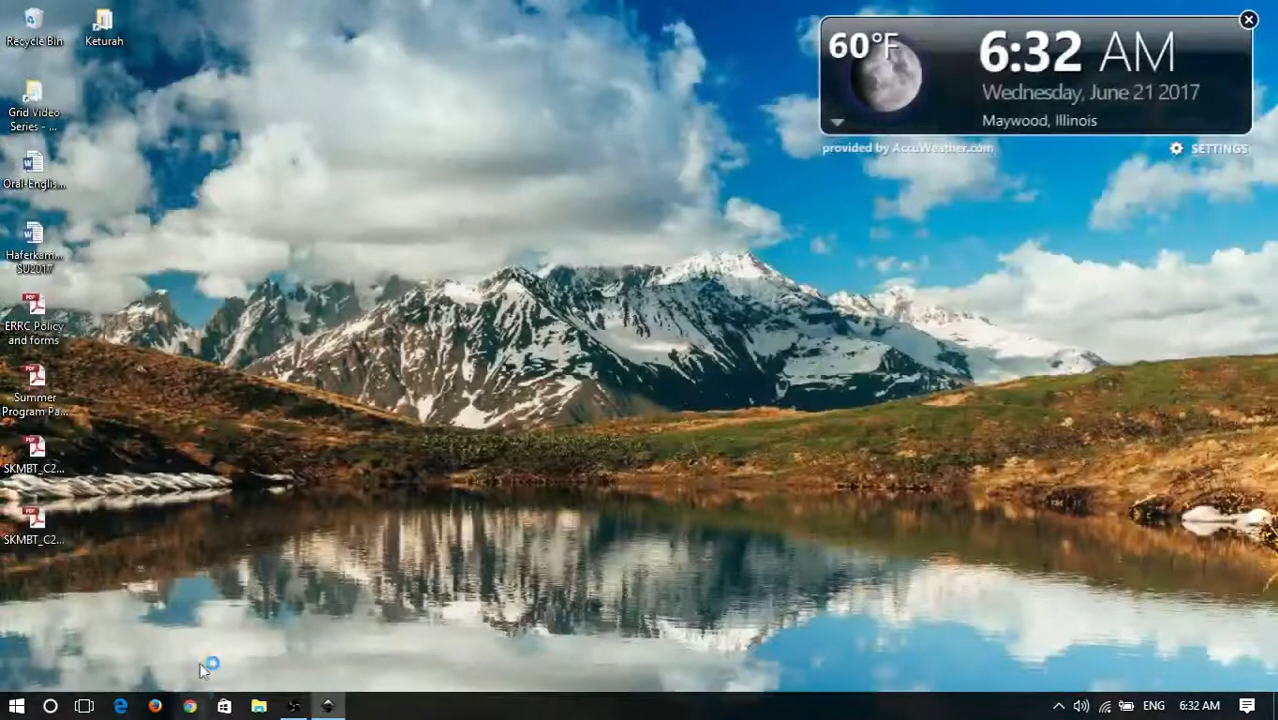 Recycle Bin
Keturah
Grid Video
Series - ...
Oral-Englis...
Haferkam...
SU2017
ERRC Policy
and forms
Summer
Program Pa...
SKMBT_C2...
SKMBT_C2...
60°F
6:32 AM
Wednesday, June 21 2017
Maywood, Illinois
provided by AccuWeather.com
SETTINGS
ENG
6:32 AM